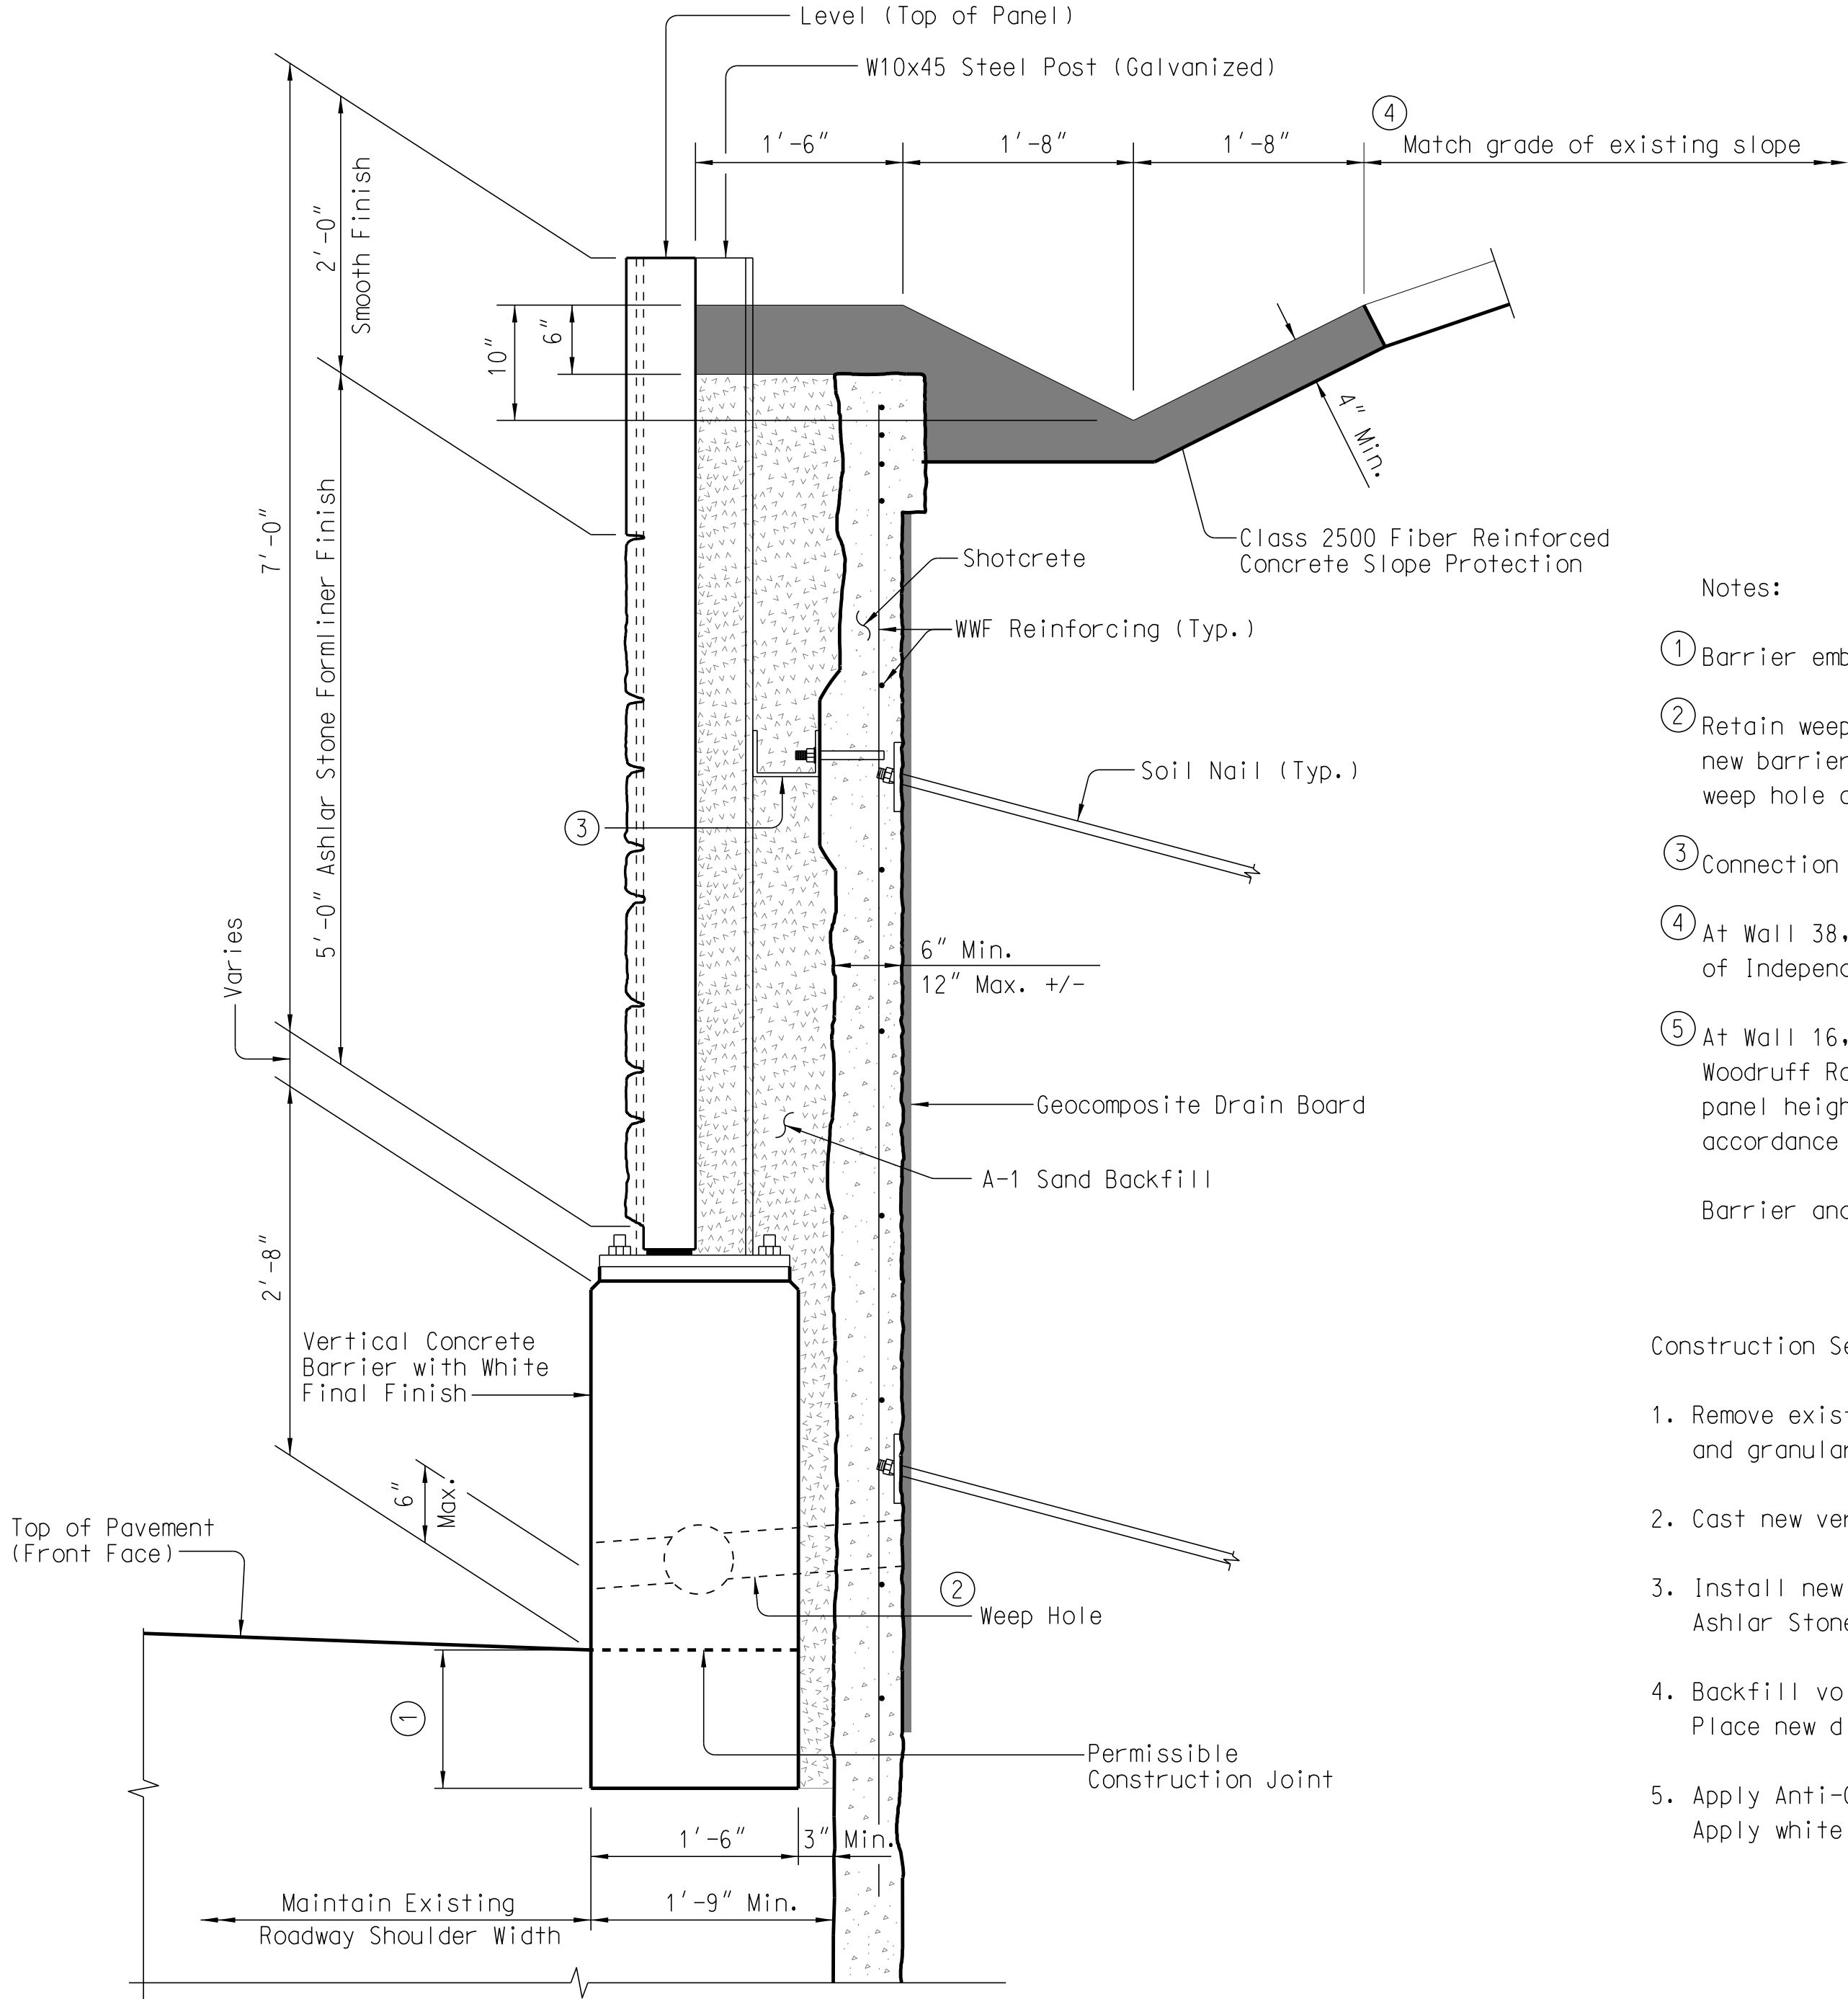 Level (Top of Panel)
W10x45 Steel Post (Galvanized)
4
1'-6"
1'-8"
1'-8"
Match grade of existing slope
2'-0"
Smooth Finish
10"
6"
4" Min.
7'-0"
5'-0" Ashlar Stone Formliner Finish
Class 2500 Fiber Reinforced
Concrete Slope Protection
Shotcrete
WWF Reinforcing (Typ.)
Soil Nail (Typ.)
3
Varies
6" Min.
12" Max. +/-
Geocomposite Drain Board
A-1 Sand Backfill
2'-8"
Vertical Concrete
Barrier with White
Final Finish
6"
Max.
Top of Pavement
(Front Face)
2
Weep Hole
1
Permissible
Construction Joint
1'-6"
3" Min.
1'-9" Min.
Maintain Existing
Roadway Shoulder Width
Notes:
1 Barrier emb
2 Retain weep
new barrier
weep hole
3 Connection
4 At Wall 38,
of Independ
5 At Wall 16,
Woodruff Ro
panel heigh
accordance
Barrier and
Construction Se
1. Remove exist
and granular
2. Cast new ver
3. Install new
Ashlar Stone
4. Backfill vo
Place new d
5. Apply Anti-
Apply white